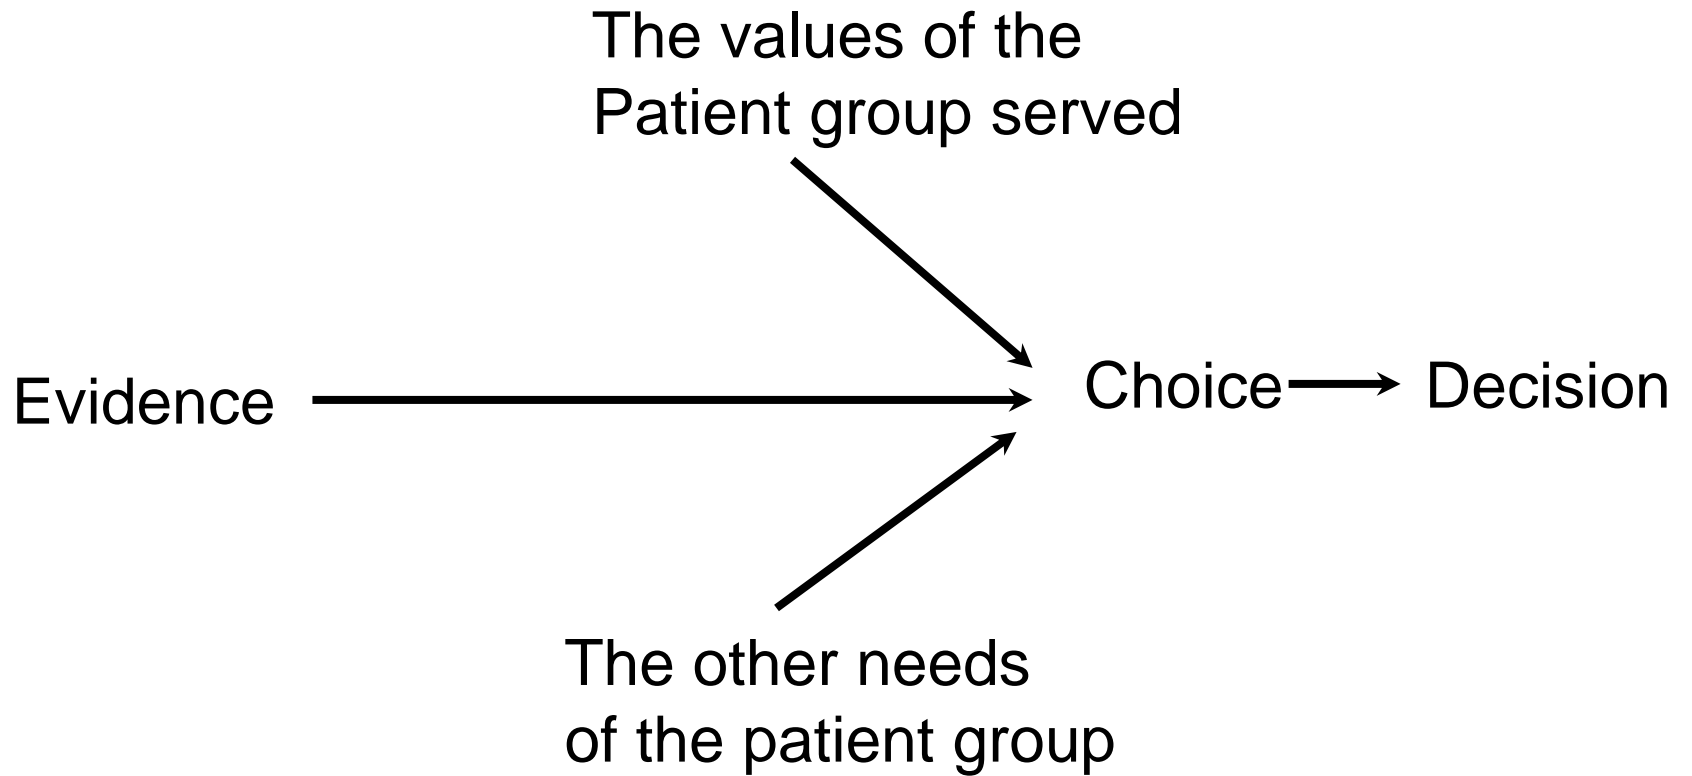 The values of the
Patient group served
Evidence
Choice
Decision
The other needs
of the patient group